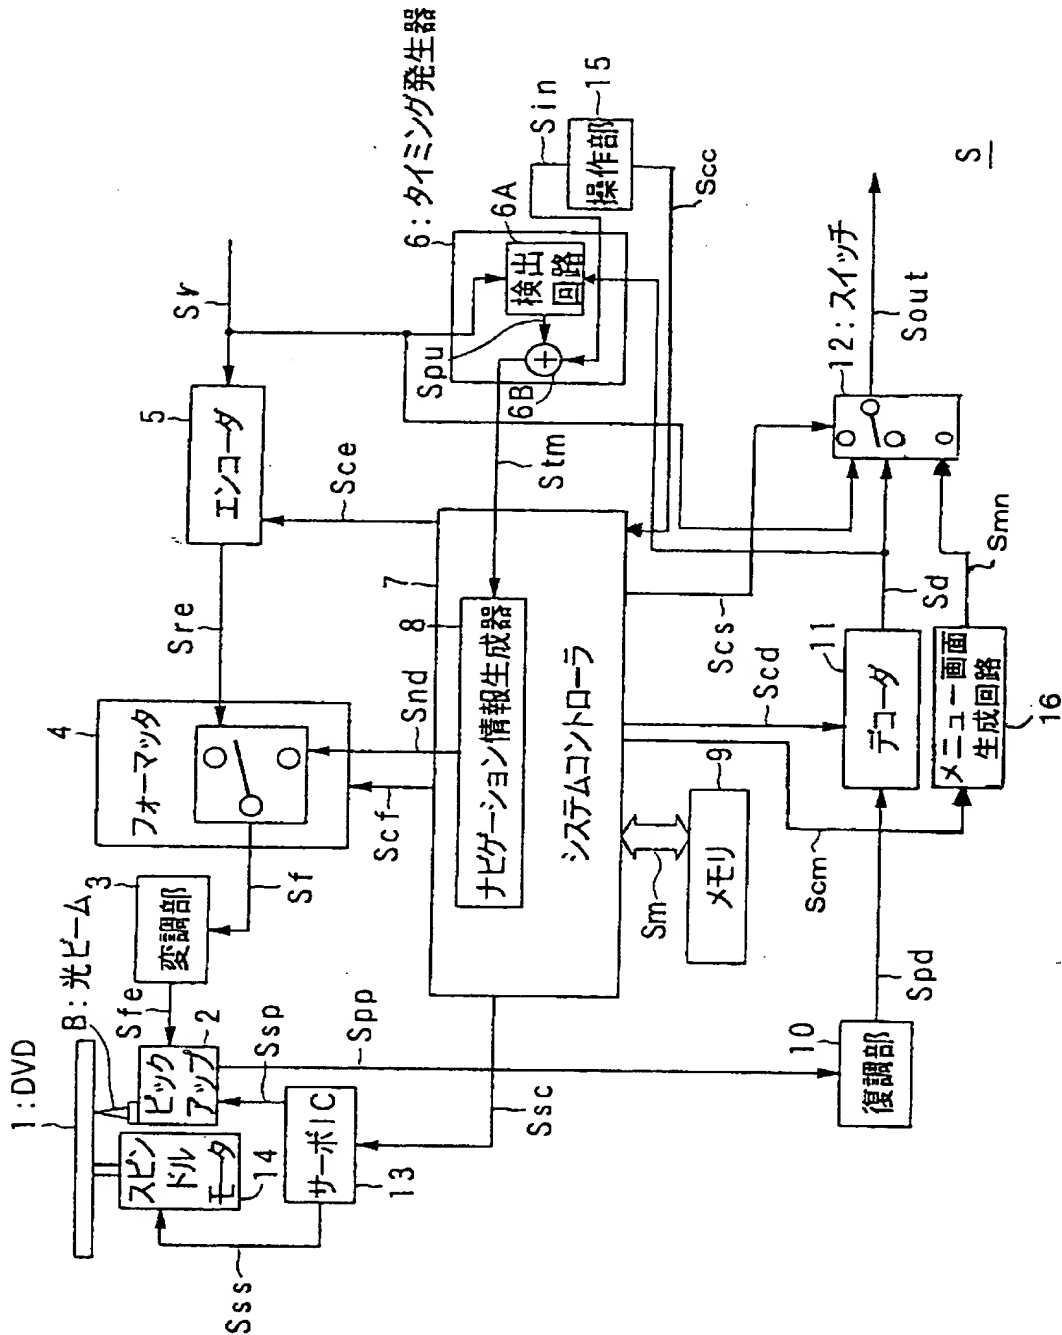 1:DVD
B:光ビーム
スピン
ドル
モータ
14
ピック
アップ
2
Sfe
変調部
3
Sf
フォーマッタ
4
Sre
エンコーダ
5
Sr
Sss
サーボIC
13
Ssp
Spp
Ssc
Scf
Snd
Sce
7
8
ナビゲーション情報生成器
システムコントローラ
Stm
6:タイミング発生器
6A
検出
回路
Spu
6B
Sin
操作部
15
Scc
Sm
メモリ
9
Scs
Scd
Scm
復調部
10
Spd
デコーダ
11
Sd
メニュー画面
生成回路
16
Smn
12:スイッチ
Sout
S